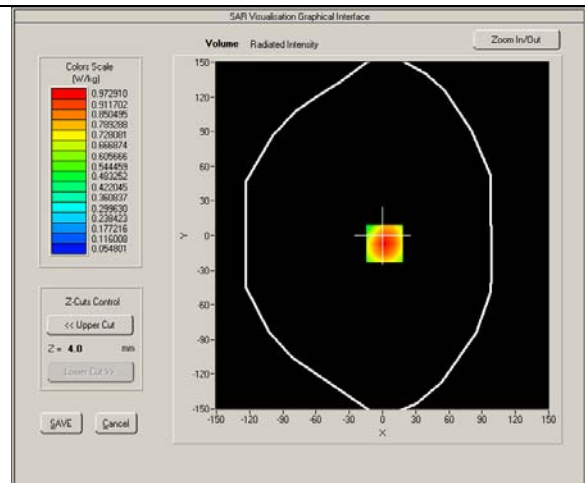 SAR Visualisation Graphical Interface
Volume Radiated Intensity
Zoom In/Out
Colors Scale
(W/kg)
0.972910
0.911702
0.850495
0.789288
0.728081
0.666874
0.605666
0.544459
0.483252
0.422045
0.360837
0.299630
0.238423
0.177216
0.116008
0.054801
150
120
90
60
30
0
-30
-60
-90
-120
-150
Y
-150 -120 -90 -60 -30 0 30 60 90 120 150
X
Z-Cuts Control
<< Upper Cut
Z = 4.0 mm
Lower Cut >>
SAVE Cancel